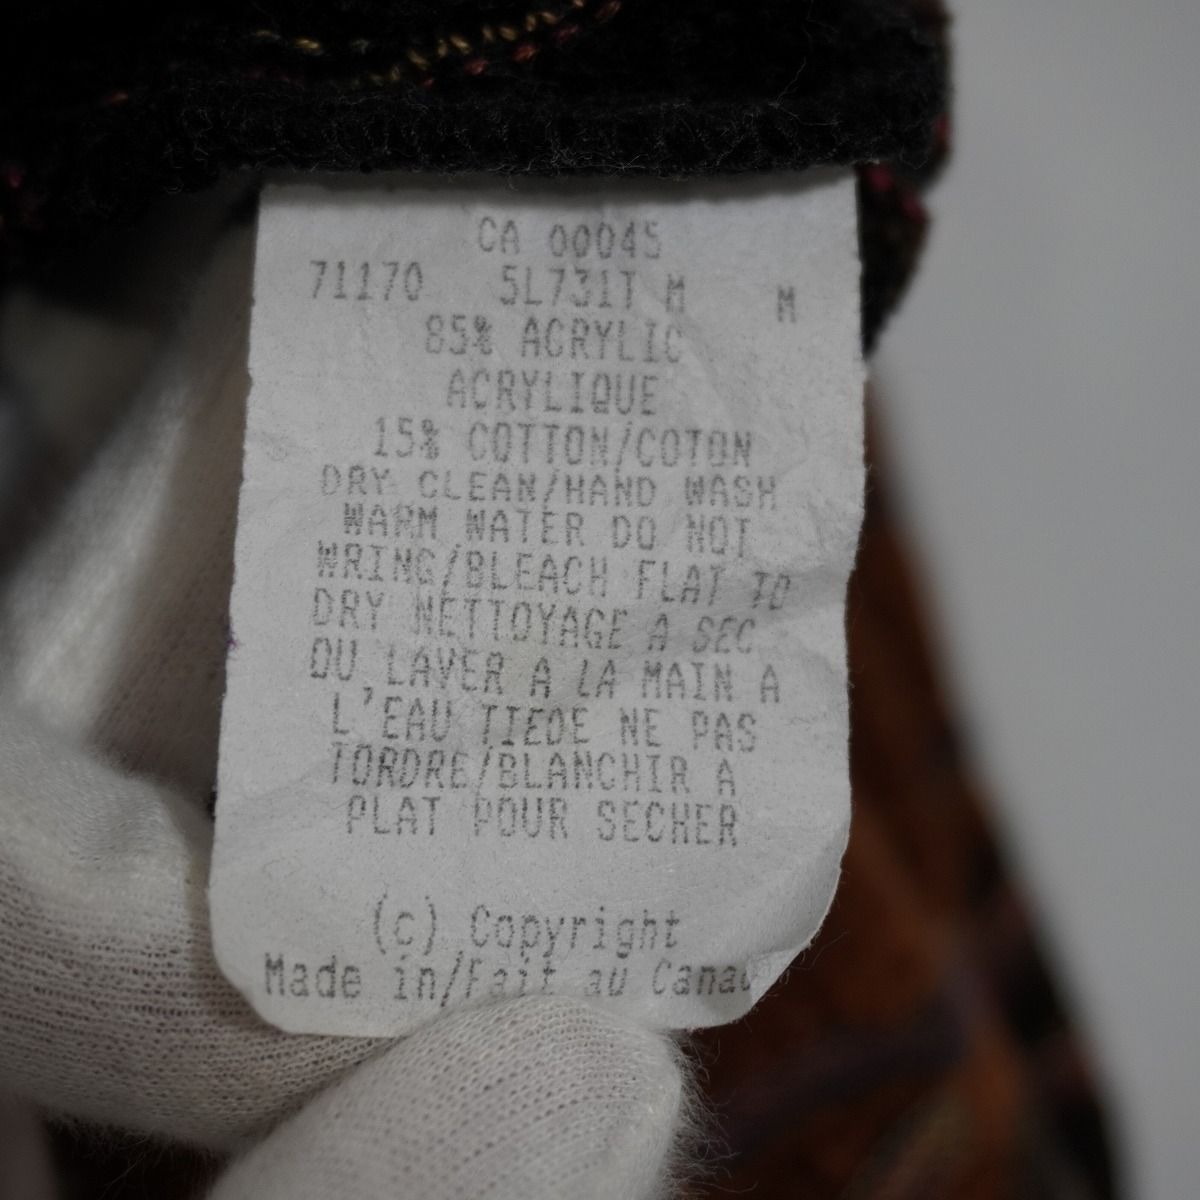 CA 00045
71170 5L731T M M
85% ACRYLIC
ACRYLIQUE
15% COTTON/COTON
DRY CLEAN/HAND WASH
WARM WATER DO NOT
WRING/BLEACH FLAT TO
DRY NETTOYAGE A SEC
OU LAVER A LA MAIN A
L'EAU TIEDE NE PAS
TORDRE/BLANCHIR A
PLAT POUR SECHER
(c) Copyright
Made in/Fait au Canad